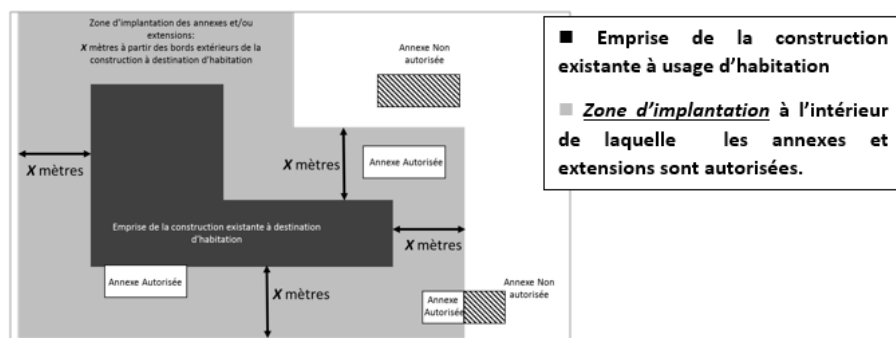 Zone d'implantation des annexes et/ou
extensions:
X mètres à partir des bords extérieurs de la
construction à destination d'habitation
Annexe Non
autorisée
X mètres
X mètres
Annexe Autorisée
Emprise de la construction existante à destination
d'habitation
X mètres
Annexe Autorisée
X mètres
Annexe
Autorisée
Annexe Non
autorisée
■ Emprise de la construction
existante à usage d'habitation
■ Zone d'implantation à l'intérieur
de laquelle les annexes et
extensions sont autorisées.